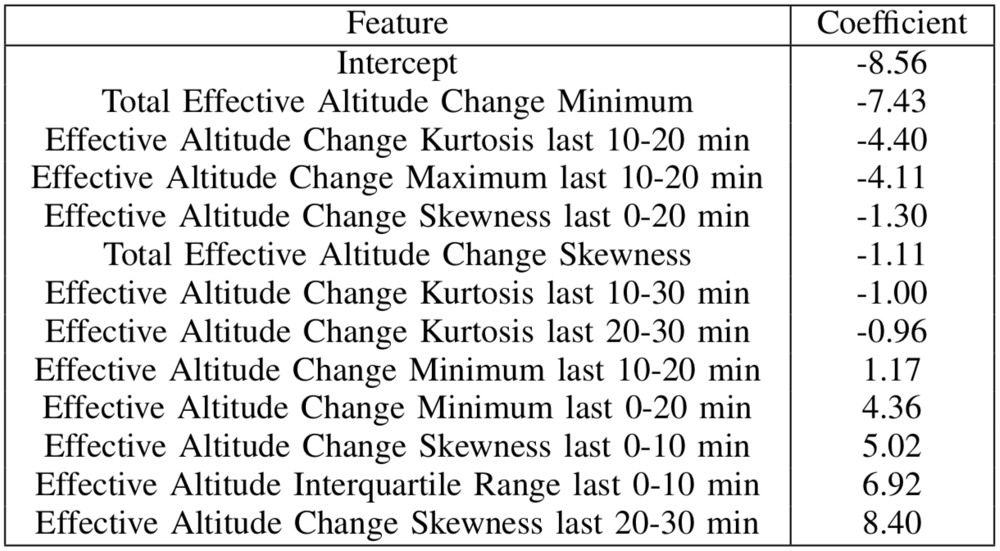 Feature Coefficient
Intercept -8.56
Total Effective Altitude Change Minimum -7.43
Effective Altitude Change Kurtosis last 10-20 min -4.40
Effective Altitude Change Maximum last 10-20 min -4.11
Effective Altitude Change Skewness last 0-20 min -1.30
Total Effective Altitude Change Skewness -1.11
Effective Altitude Change Kurtosis last 10-30 min -1.00
Effective Altitude Change Kurtosis last 20-30 min -0.96
Effective Altitude Change Minimum last 10-20 min 1.17
Effective Altitude Change Minimum last 0-20 min 4.36
Effective Altitude Change Skewness last 0-10 min 5.02
Effective Altitude Interquartile Range last 0-10 min 6.92
Effective Altitude Change Skewness last 20-30 min 8.40